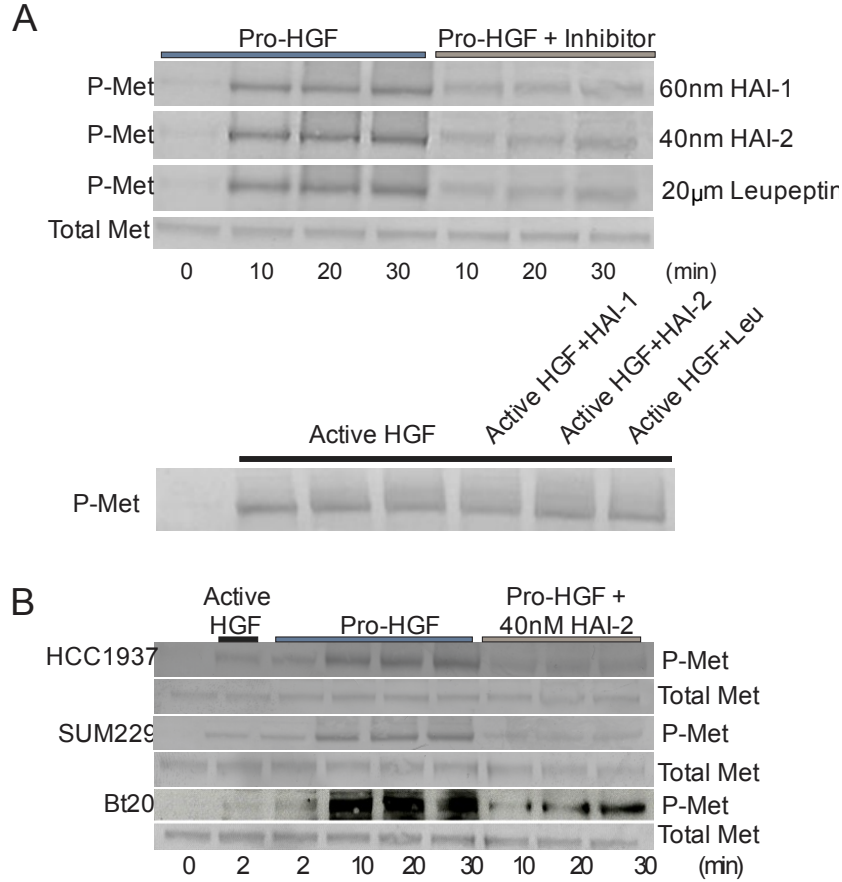 A
Pro-HGF Pro-HGF + Inhibitor
P-Met 60nm HAI-1
P-Met 40nm HAI-2
P-Met 20µm Leupeptin
Total Met
0 10 20 30 10 20 30 (min)
Active HGF+HAI-1
Active HGF+HAI-2
Active HGF+Leu
Active HGF
P-Met
B
Active
HGF
Pro-HGF
Pro-HGF +
40nM HAI-2
HCC1937 P-Met
Total Met
SUM229 P-Met
Total Met
Bt20 P-Met
Total Met
0 2 2 10 20 30 10 20 30 (min)